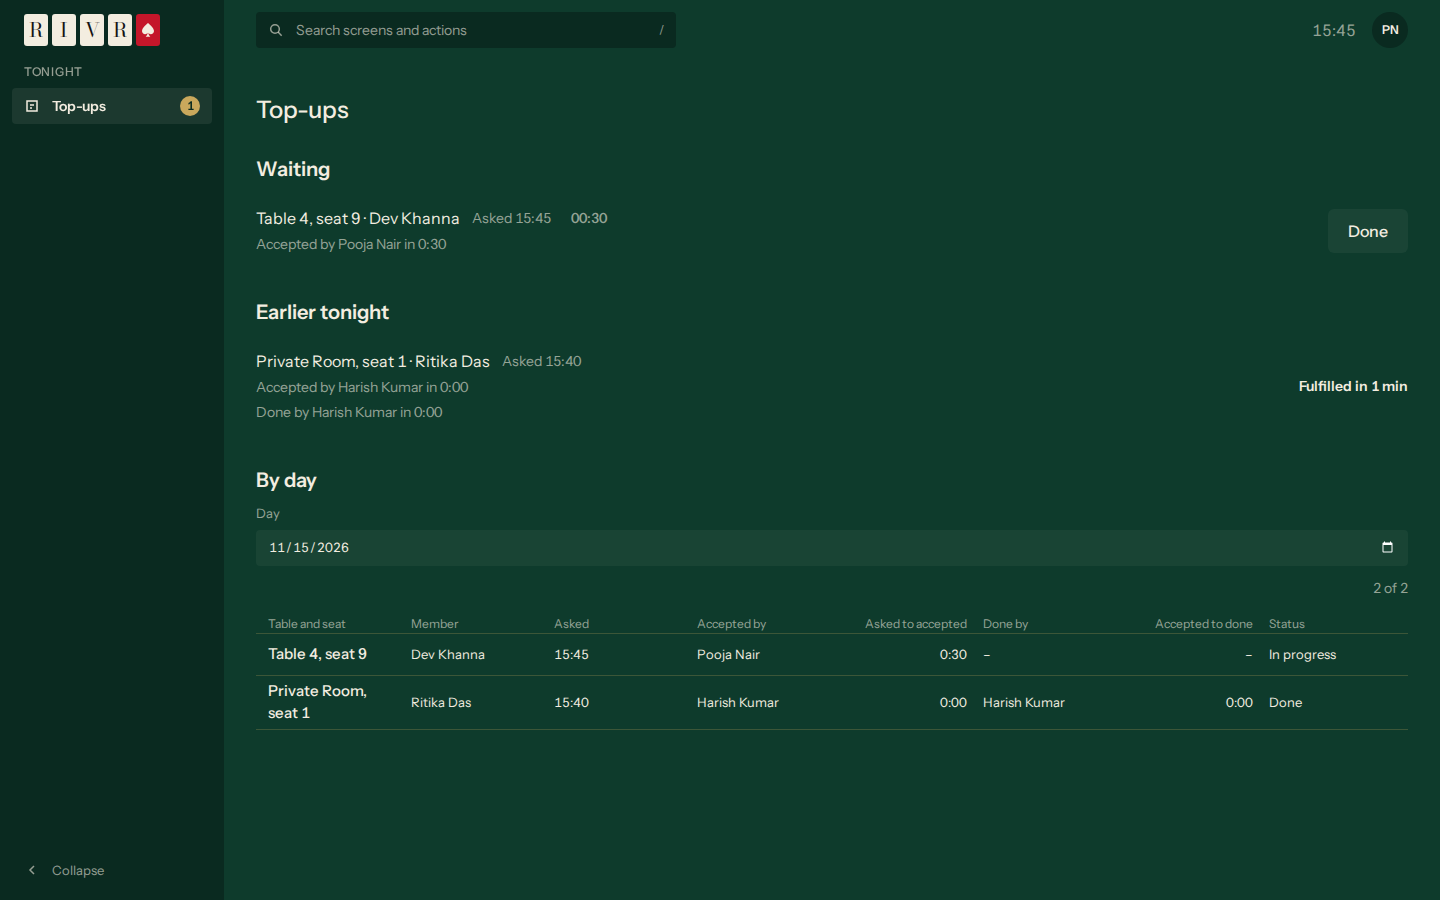 RIVR
Search screens and actions /
15:45 PN
TONIGHT
Top-ups 1
Top-ups
Waiting
Table 4, seat 9 · Dev Khanna Asked 15:45 00:30
Accepted by Pooja Nair in 0:30
Done
Earlier tonight
Private Room, seat 1 · Ritika Das Asked 15:40
Accepted by Harish Kumar in 0:00
Done by Harish Kumar in 0:00
Fulfilled in 1 min
By day
Day
11/15/2026
2 of 2
Table and seat Member Asked Accepted by Asked to accepted Done by Accepted to done Status
Table 4, seat 9 Dev Khanna 15:45 Pooja Nair 0:30 – – In progress
Private Room,
seat 1 Ritika Das 15:40 Harish Kumar 0:00 Harish Kumar 0:00 Done
Collapse